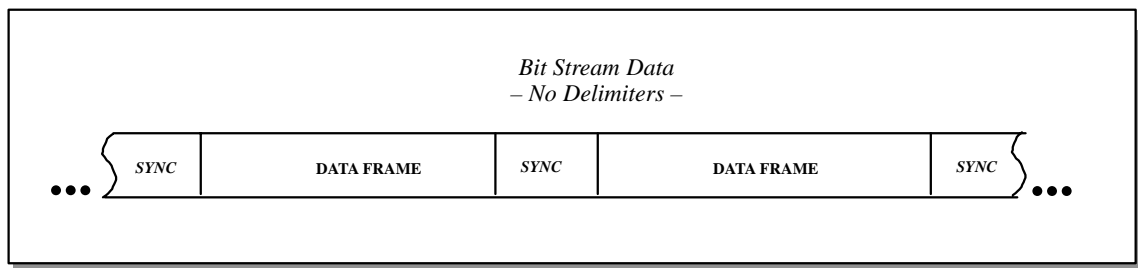 Bit Stream Data
– No Delimiters –
SYNC DATA FRAME SYNC DATA FRAME SYNC